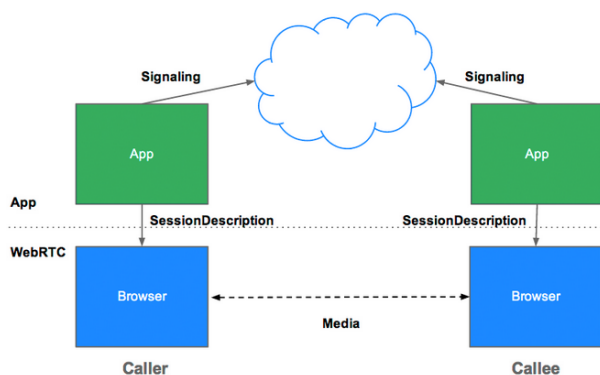 Signaling
Signaling
App
App
App
SessionDescription
SessionDescription
WebRTC
Browser
Browser
Media
Caller
Callee